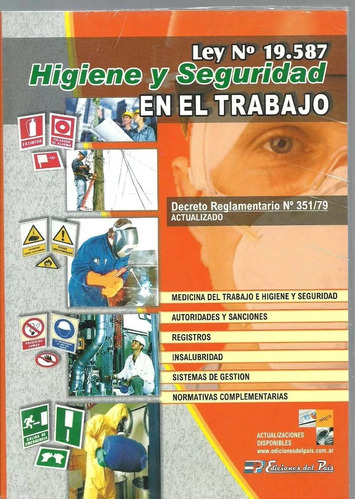 Ley Nº 19.587
Higiene y Seguridad
EN EL TRABAJO
EXTINTOR
Decreto Reglamentario Nº 351/79
ACTUALIZADO
MEDICINA DEL TRABAJO E HIGIENE Y SEGURIDAD
AUTORIDADES Y SANCIONES
REGISTROS
INSALUBRIDAD
SISTEMAS DE GESTION
NORMATIVAS COMPLEMENTARIAS
ACTUALIZACIONES
DISPONIBLES
www.edicionesdelpais.com.ar
Ediciones del País